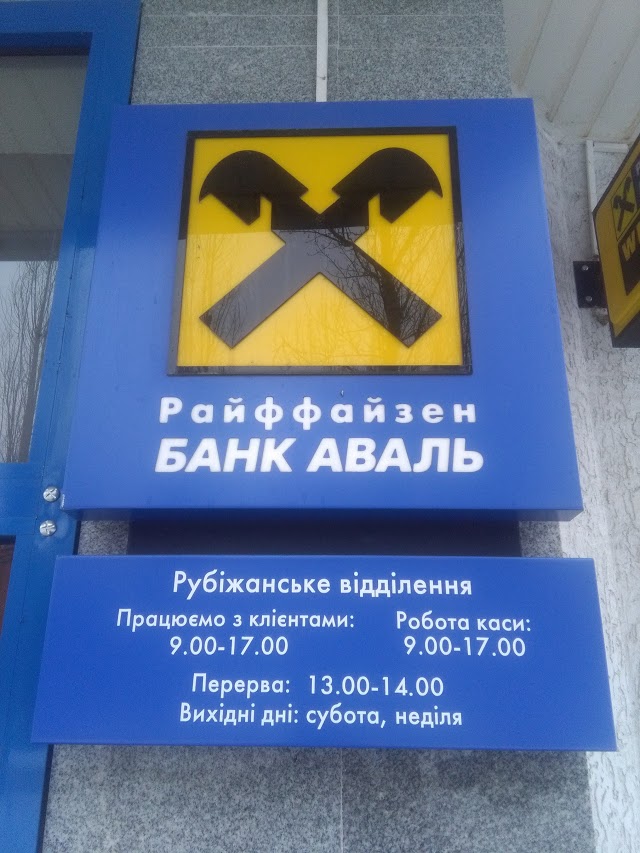 Райффайзен
БАНК АВАЛЬ
Рубіжанське відділення
Працюємо з клієнтами:
9.00-17.00
Робота каси:
9.00-17.00
Перерва: 13.00-14.00
Вихідні дні: субота, неділя